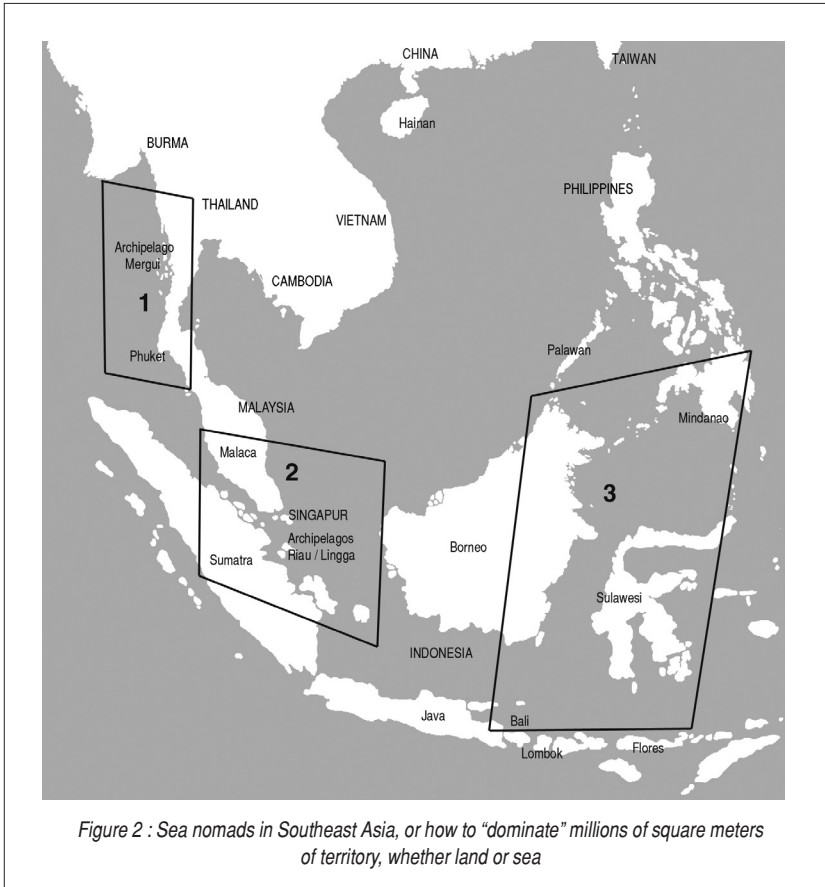 CHINA
TAIWAN
Hainan
BURMA
PHILIPPINES
THAILAND
VIETNAM
Archipelago
Mergui
CAMBODIA
1
Phuket
Palawan
MALAYSIA
Mindanao
Malaca
2
3
SINGAPUR
Archipelagos
Riau / Lingga
Borneo
Sumatra
Sulawesi
INDONESIA
Java
Bali
Lombok
Flores
Figure 2 : Sea nomads in Southeast Asia, or how to “dominate” millions of square meters
of territory, whether land or sea